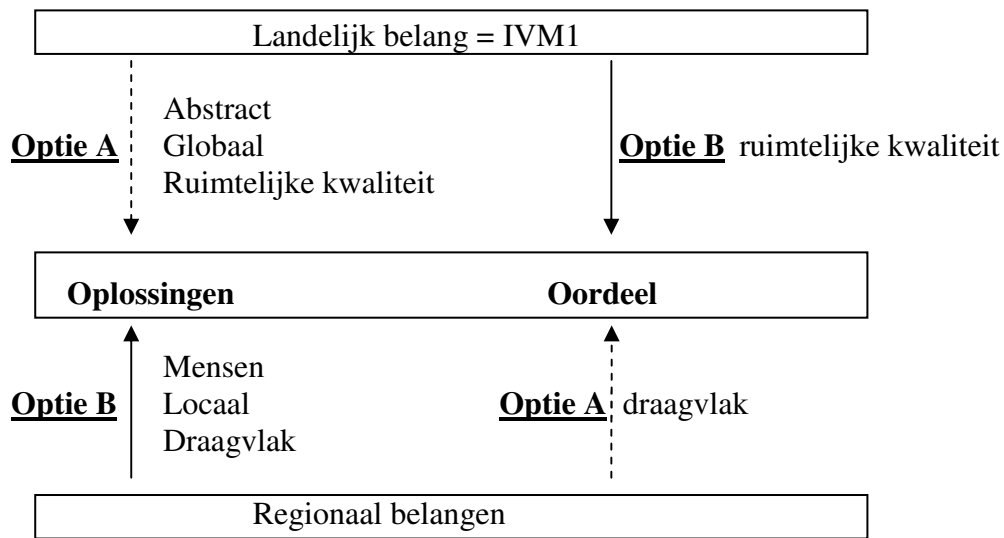 Landelijk belang = IVM1
Abstract
Optie A Globaal
Ruimtelijke kwaliteit
Optie B ruimtelijke kwaliteit
Oplossingen Oordeel
Mensen
Optie B Locaal
Draagvlak
Optie A draagvlak
Regionaal belangen